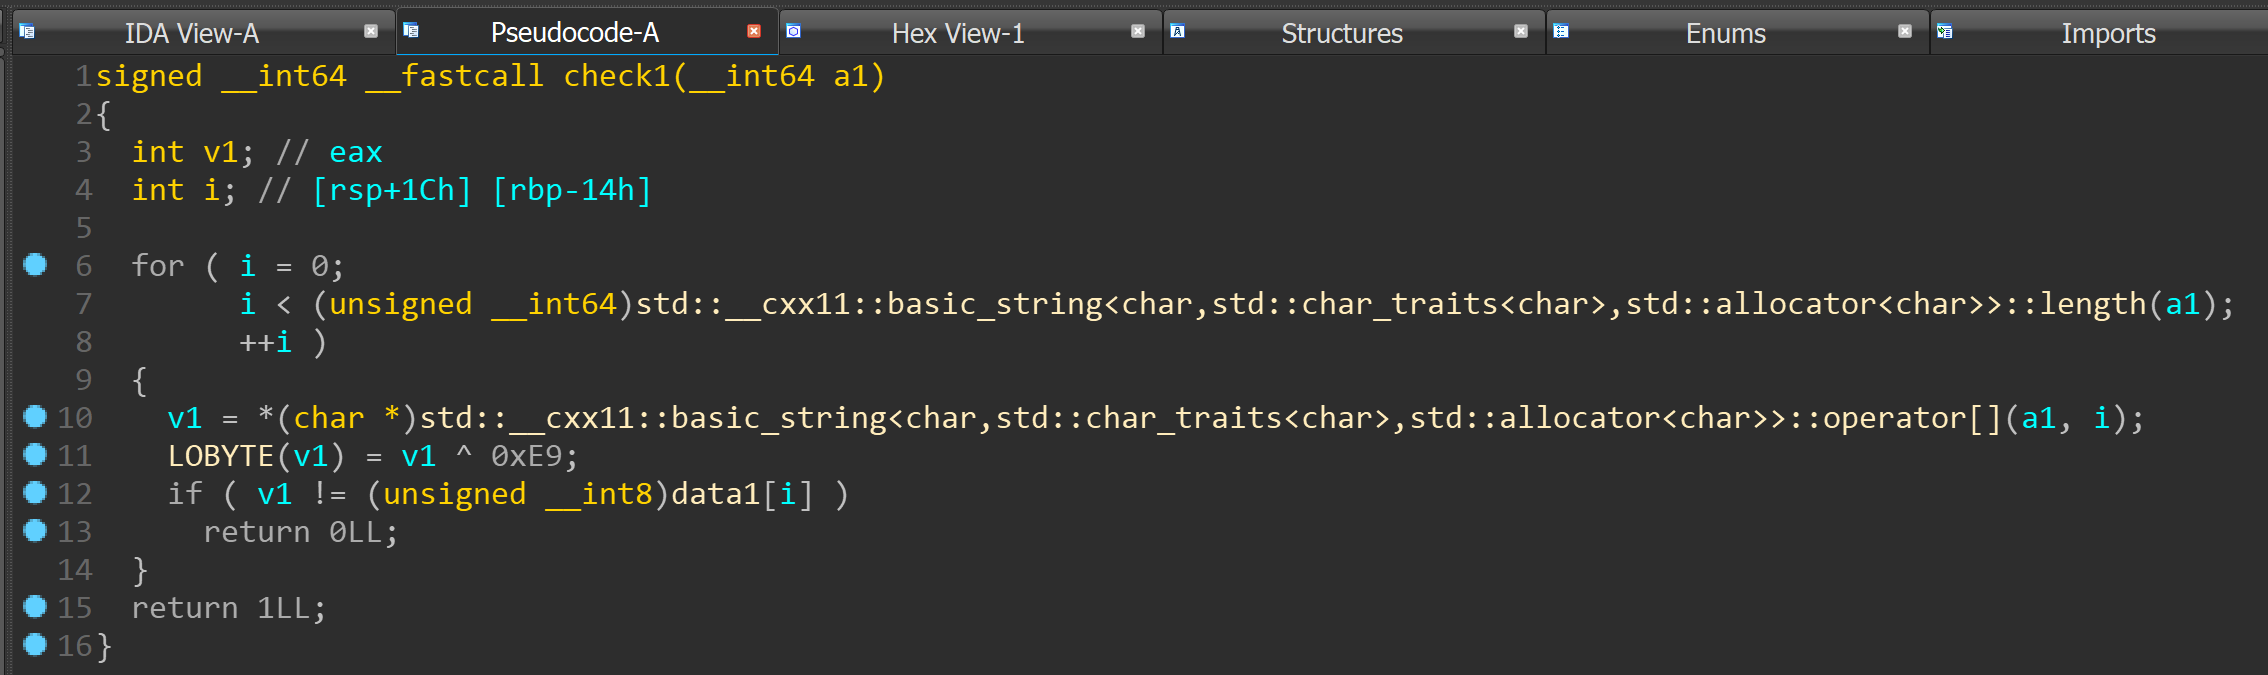 IDA View-A Pseudocode-A Hex View-1 Structures Enums Imports
1 signed __int64 __fastcall check1(__int64 a1)
2 {
3   int v1; // eax
4   int i; // [rsp+1Ch] [rbp-14h]
5
6   for ( i = 0;
7         i < (unsigned __int64)std::__cxx11::basic_string<char,std::char_traits<char>,std::allocator<char>>::length(a1);
8         ++i )
9   {
10     v1 = *(char *)std::__cxx11::basic_string<char,std::char_traits<char>,std::allocator<char>>::operator[](a1, i);
11     LOBYTE(v1) = v1 ^ 0xE9;
12     if ( v1 != (unsigned __int8)data1[i] )
13       return 0LL;
14   }
15   return 1LL;
16 }